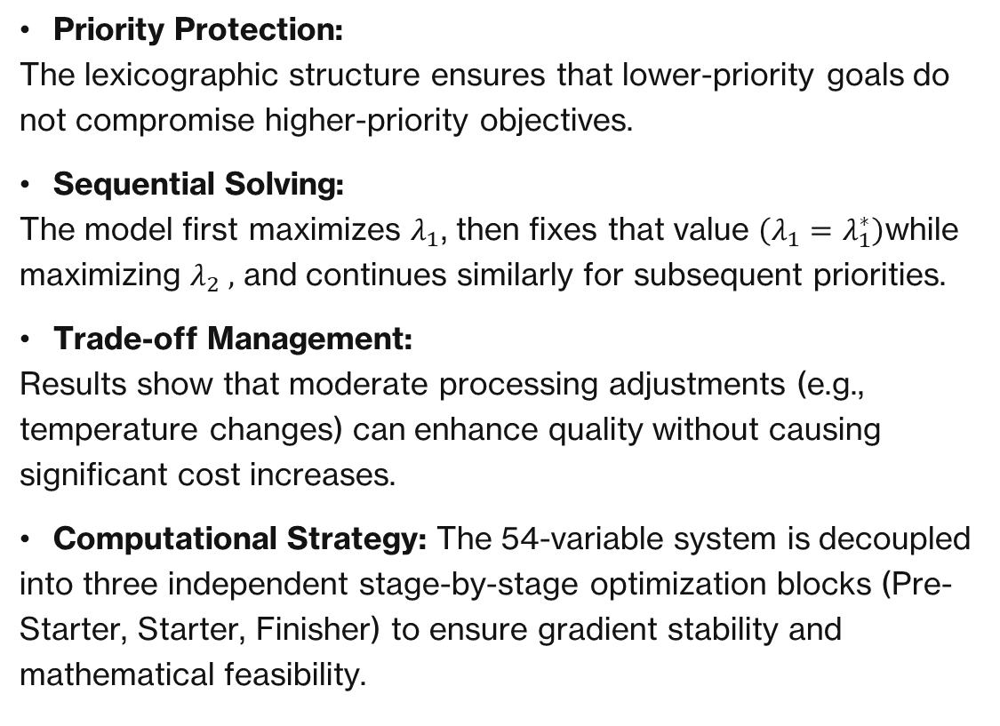 • Priority Protection:
The lexicographic structure ensures that lower-priority goals do
not compromise higher-priority objectives.
• Sequential Solving:
The model first maximizes λ₁, then fixes that value (λ₁ = λ₁*)while
maximizing λ₂ , and continues similarly for subsequent priorities.
• Trade-off Management:
Results show that moderate processing adjustments (e.g.,
temperature changes) can enhance quality without causing
significant cost increases.
• Computational Strategy: The 54-variable system is decoupled
into three independent stage-by-stage optimization blocks (Pre-
Starter, Starter, Finisher) to ensure gradient stability and
mathematical feasibility.